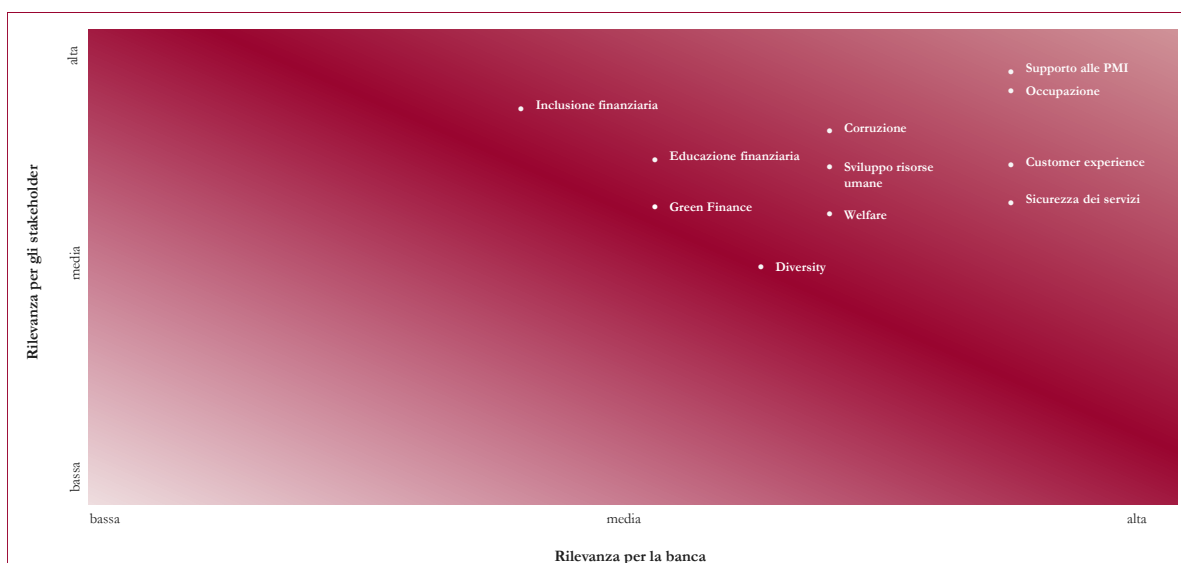 alta
Supporto alle PMI
Occupazione
Inclusione finanziaria
Corruzione
Educazione finanziaria
Sviluppo risorse
umane
Customer experience
Green Finance
Welfare
Sicurezza dei servizi
Diversity
media
Rilevanza per gli stakeholder
bassa
bassa
media
alta
Rilevanza per la banca